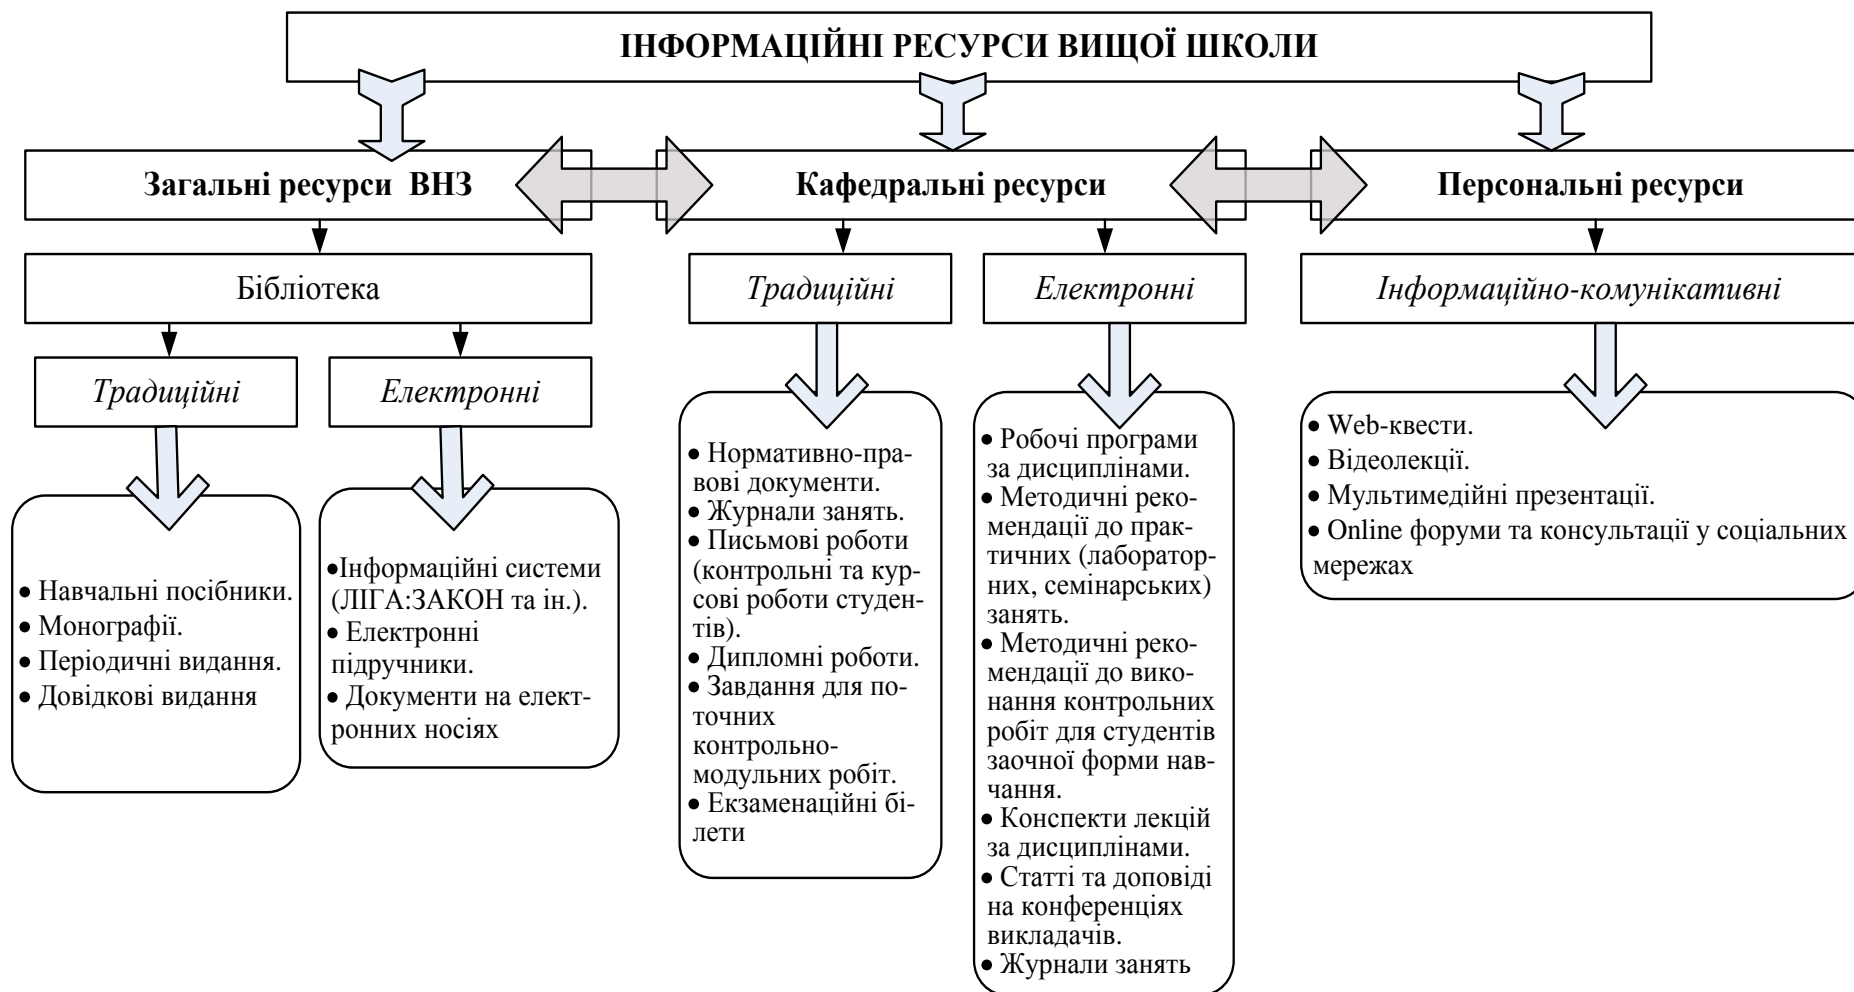 ІНФОРМАЦІЙНІ РЕСУРСИ ВИЩОЇ ШКОЛИ
Загальні ресурси ВНЗ
Кафедральні ресурси
Персональні ресурси
Бібліотека
Традиційні
Електронні
Інформаційно-комунікативні
Традиційні
Електронні
• Навчальні посібники.
• Монографії.
• Періодичні видання.
• Довідкові видання
•Інформаційні системи
(ЛІГА:ЗАКОН та ін.).
• Електронні
підручники.
• Документи на елект-
ронних носіях
• Нормативно-пра-
вові документи.
• Журнали занять.
• Письмові роботи
(контрольні та кур-
сові роботи студен-
тів).
• Дипломні роботи.
• Завдання для по-
точних
контрольно-
модульних робіт.
• Екзаменаційні бі-
лети
• Робочі програми
за дисциплінами.
• Методичні реко-
мендації до прак-
тичних (лаборатор-
них, семінарських)
занять.
• Методичні реко-
мендації до вико-
нання контрольних
робіт для студентів
заочної форми нав-
чання.
• Конспекти лекцій
за дисциплінами.
• Статті та доповіді
на конференціях
викладачів.
• Журнали занять
• Web-квести.
• Відеолекції.
• Мультимедійні презентації.
• Online форуми та консультації у соціальних
мережах